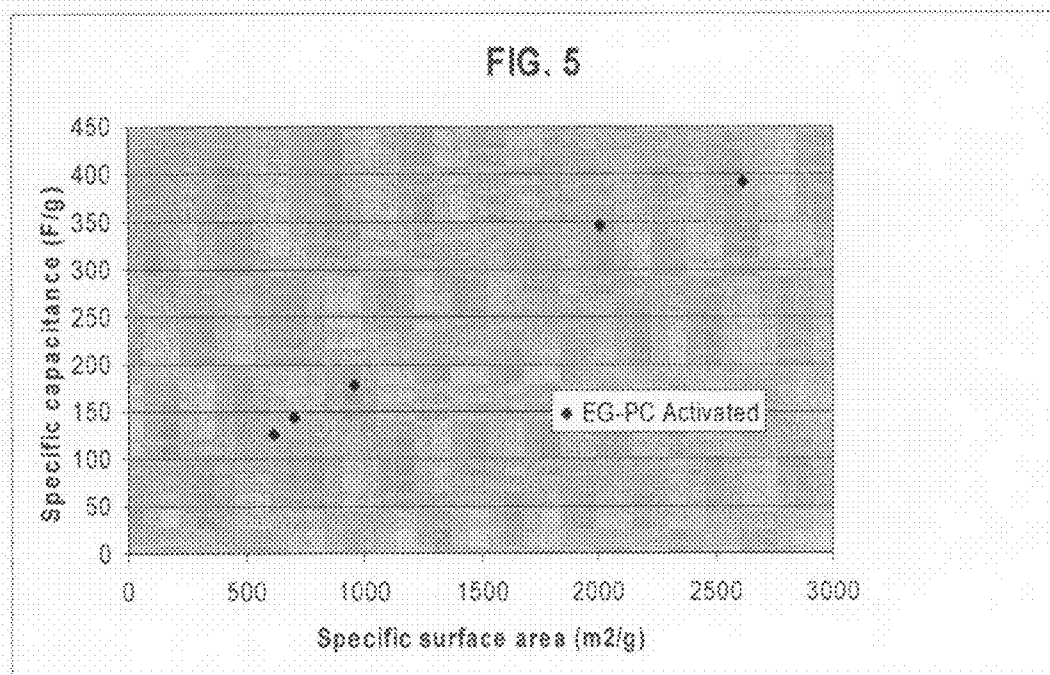 FIG. 5
450
400
350
300
250
200
150
100
50
0
Specific capacitance (F/g)
EG-PC Activated
0 500 1000 1500 2000 2500 3000
Specific surface area (m2/g)